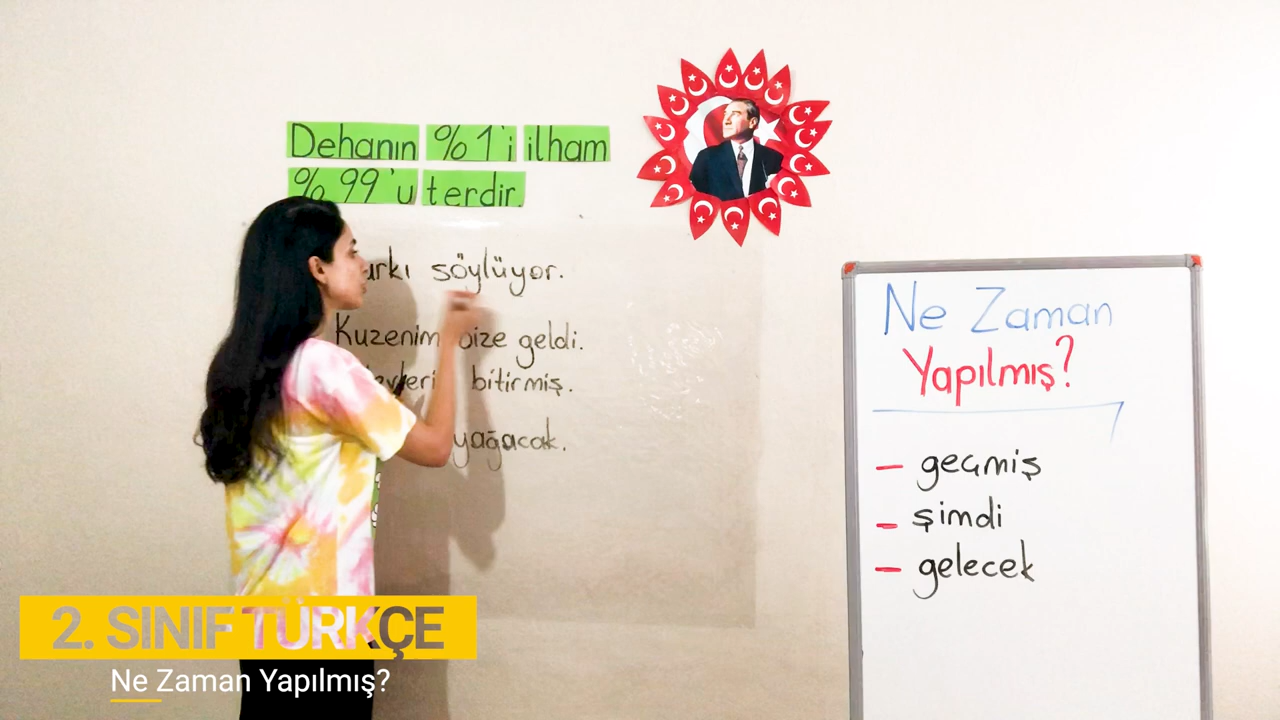 Dehanın %1'i ilham
%99'u terdir.
söylüyor.
Kuzenim bize geldi.
bitirmiş.
yağacak.
Ne Zaman
Yapılmış?
- geçmiş
- şimdi
- gelecek
2. SINIF TÜRKÇE
Ne Zaman Yapılmış?